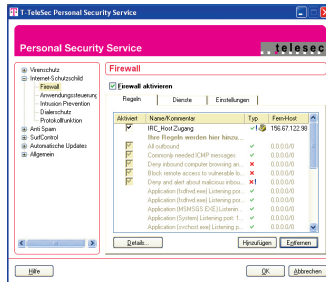 T-TeleSec Personal Security Service
Personal Security Service
telesec
Virenschutz
Internet-Schutzschild
Firewall
Anwendungssteuerung
Intrusion Prevention
Dialerschutz
Protokollfunktion
Anti Spam
SurfControl
Automatische Updates
Allgemein
Firewall
Firewall aktivieren
Regeln Dienste Einstellungen
Aktiviert Name/Kommentar Typ Fern-Host
IRC_Host Zugang 156.67.122.98
Ihre Regeln werden hier hinzu...
All outbound 0.0.0.0/0
Commonly needed ICMP messages 0.0.0.0/0
Deny inbound computer browsing an... 0.0.0.0/0
Block remote access to vulnerable lo... 0.0.0.0/0
Deny and alert about malicious inbou... 0.0.0.0/0
Application (tsdlwd.exe) Listening por... 0.0.0.0/0
Application (tsdlwd.exe) Listening por... 0.0.0.0/0
Application (MSMSGS.EXE) Listenin... 0.0.0.0/0
Application (System) Listening port: 1... 0.0.0.0/0
Application (svchost.exe) Listening p... 0.0.0.0/0
Details... Hinzufügen Entfernen
Hilfe OK Abbrechen